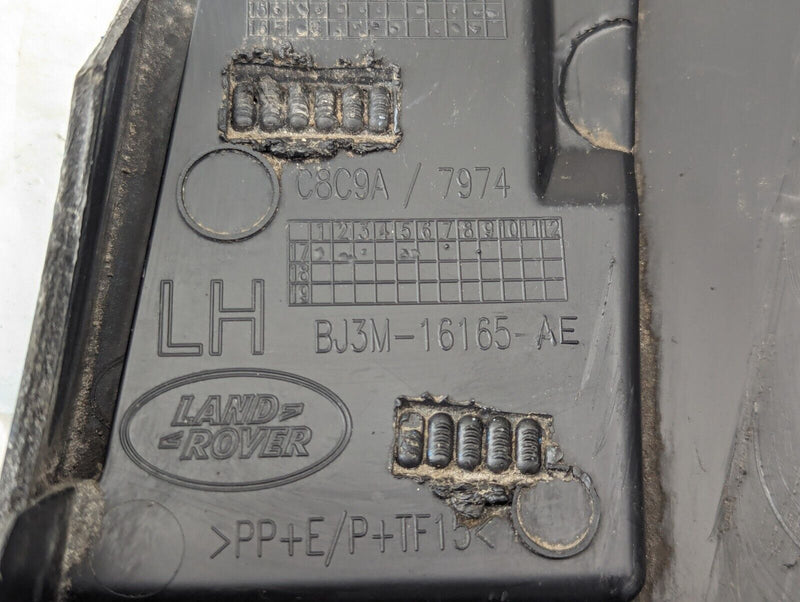 C8C9A / 7974
1 2 3 4 5 6 7 8 9 10 11 12
17
18
19
LH BJ3M-16165-AE
LAND
ROVER
>PP+E/P+TF15<